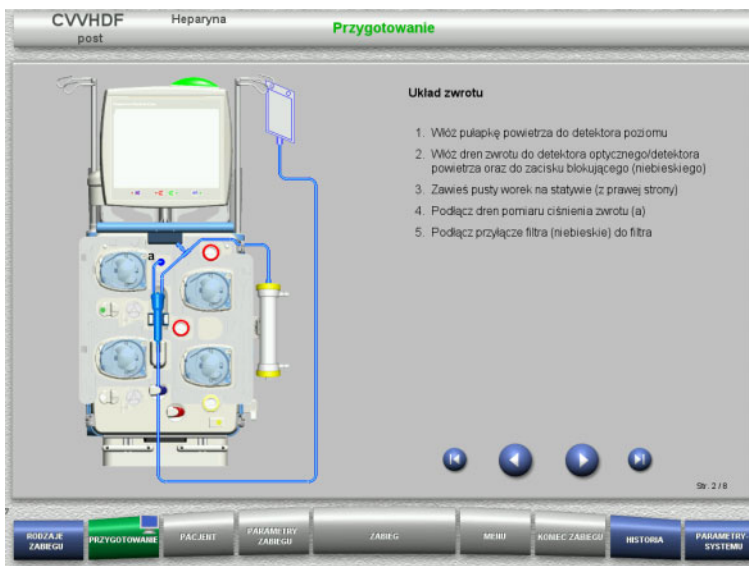 CVVHDF
post
Heparyna
Przygotowanie
Układ zwrotu
1. Włóż pułapkę powietrza do detektora poziomu
2. Włóż dren zwrotu do detektora optycznego/detektora
powietrza oraz do zacisku blokującego (niebieskiego)
3. Zawieś pusty worek na statywie (z prawej strony)
4. Podłącz dren pomiaru ciśnienia zwrotu (a)
5. Podłącz przyłącze filtra (niebieskie) do filtra
a
Str. 2 / 8
RODZAJE
ZABIEGU
PRZYGOTOWANIE
PACJENT
PARAMETRY
ZABIEGU
ZABIEG
MENU
KONIEC ZABIEGU
HISTORIA
PARAMETRY
SYSTEMU